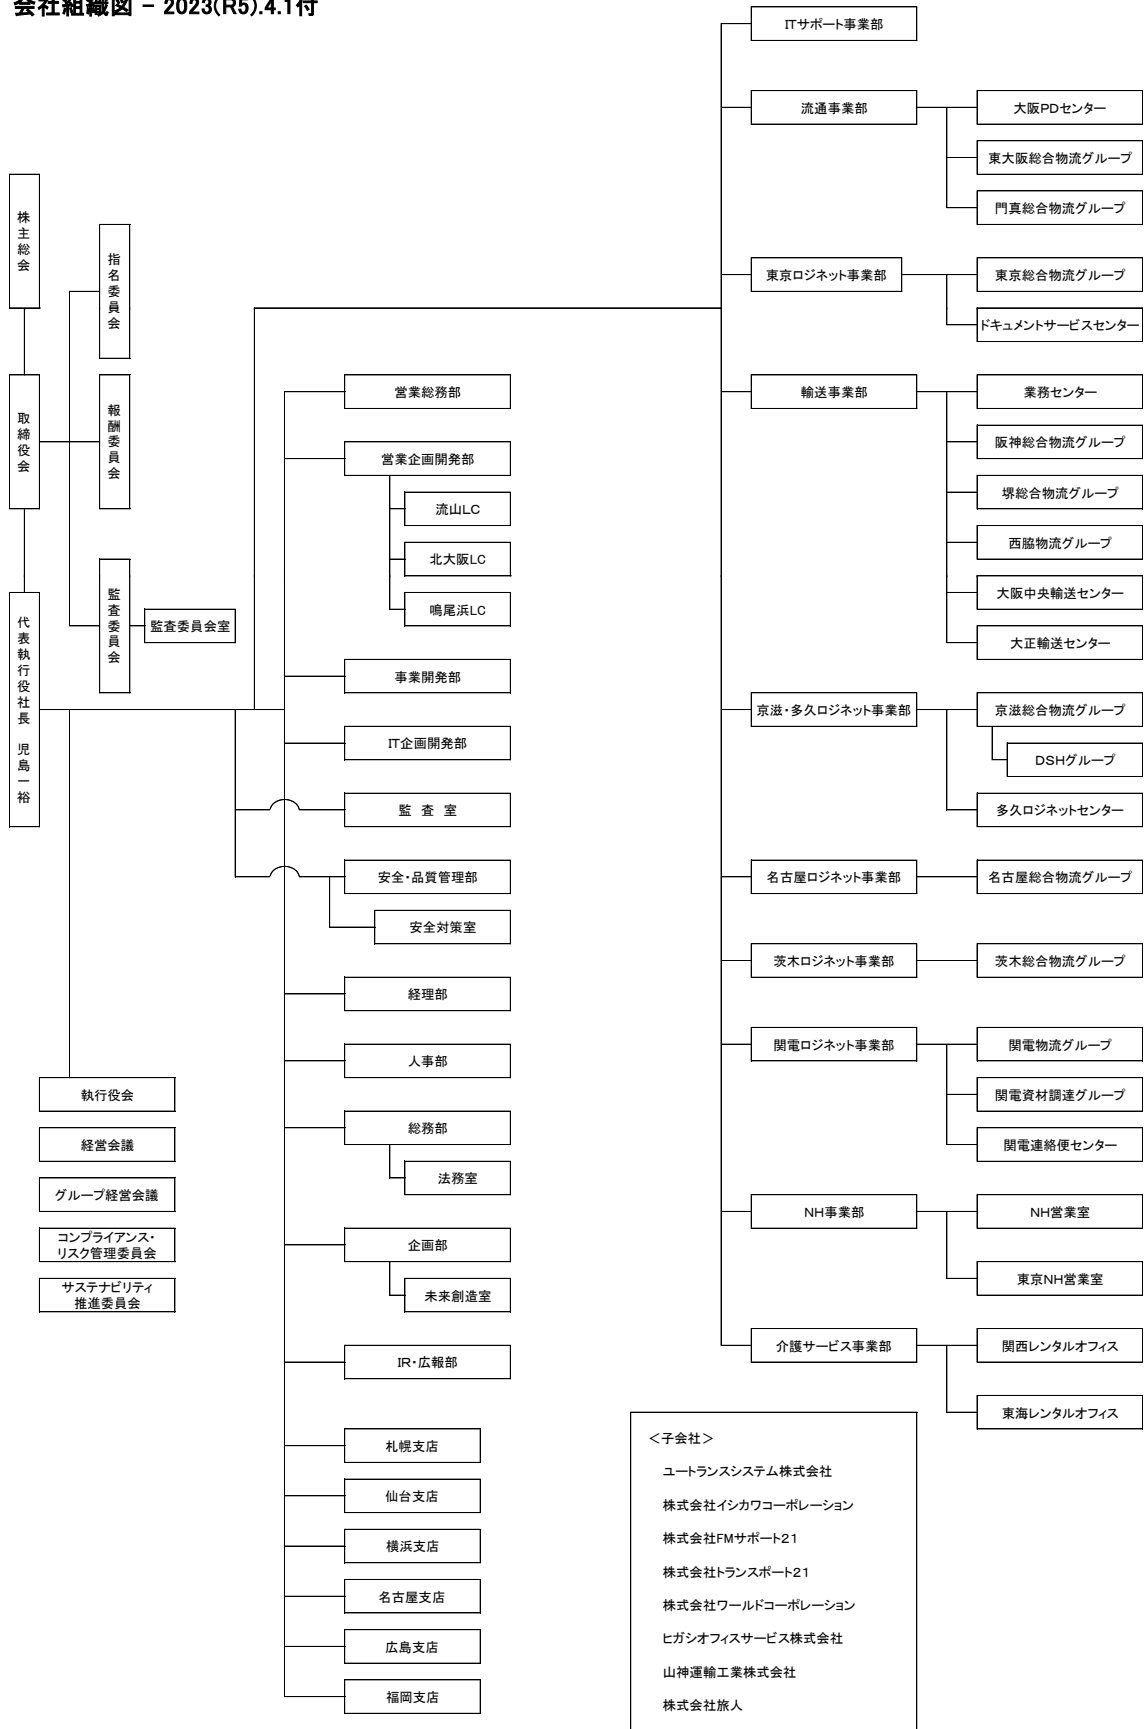 会社組織図 － 2023(R5).4.1付
株主総会
取締役会
代表執行役社長 児島一裕
指名委員会
報酬委員会
監査委員会
監査委員会室
執行役会
経営会議
グループ経営会議
コンプライアンス・
リスク管理委員会
サステナビリティ
推進委員会
営業総務部
営業企画開発部
流山LC
北大阪LC
鳴尾浜LC
事業開発部
IT企画開発部
監 査 室
安全・品質管理部
安全対策室
経理部
人事部
総務部
法務室
企画部
未来創造室
IR・広報部
札幌支店
仙台支店
横浜支店
名古屋支店
広島支店
福岡支店
ITサポート事業部
流通事業部
大阪PDセンター
東大阪総合物流グループ
門真総合物流グループ
東京ロジネット事業部
東京総合物流グループ
ドキュメントサービスセンター
輸送事業部
業務センター
阪神総合物流グループ
堺総合物流グループ
西脇物流グループ
大阪中央輸送センター
大正輸送センター
京滋・多久ロジネット事業部
京滋総合物流グループ
DSHグループ
多久ロジネットセンター
名古屋ロジネット事業部
名古屋総合物流グループ
茨木ロジネット事業部
茨木総合物流グループ
関電ロジネット事業部
関電物流グループ
関電資材調達グループ
関電連絡便センター
NH事業部
NH営業室
東京NH営業室
介護サービス事業部
関西レンタルオフィス
東海レンタルオフィス
＜子会社＞
ユートランスシステム株式会社
株式会社イシカワコーポレーション
株式会社FMサポート21
株式会社トランスポート21
株式会社ワールドコーポレーション
ヒガシオフィスサービス株式会社
山神運輸工業株式会社
株式会社旅人